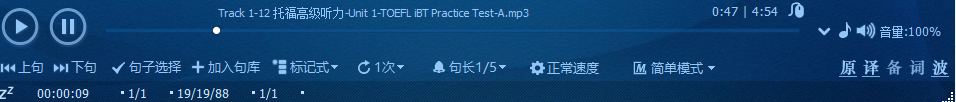 Track 1-12 托福高级听力-Unit 1-TOEFL iBT Practice Test-A.mp3 0:47 | 4:54
音量:100%
上句 下句 句子选择 加入句库 标记式 1次 句长1/5 正常速度 简单模式 原 译 备 词 波
zZ 00:00:09 1/1 19/19/88 1/1